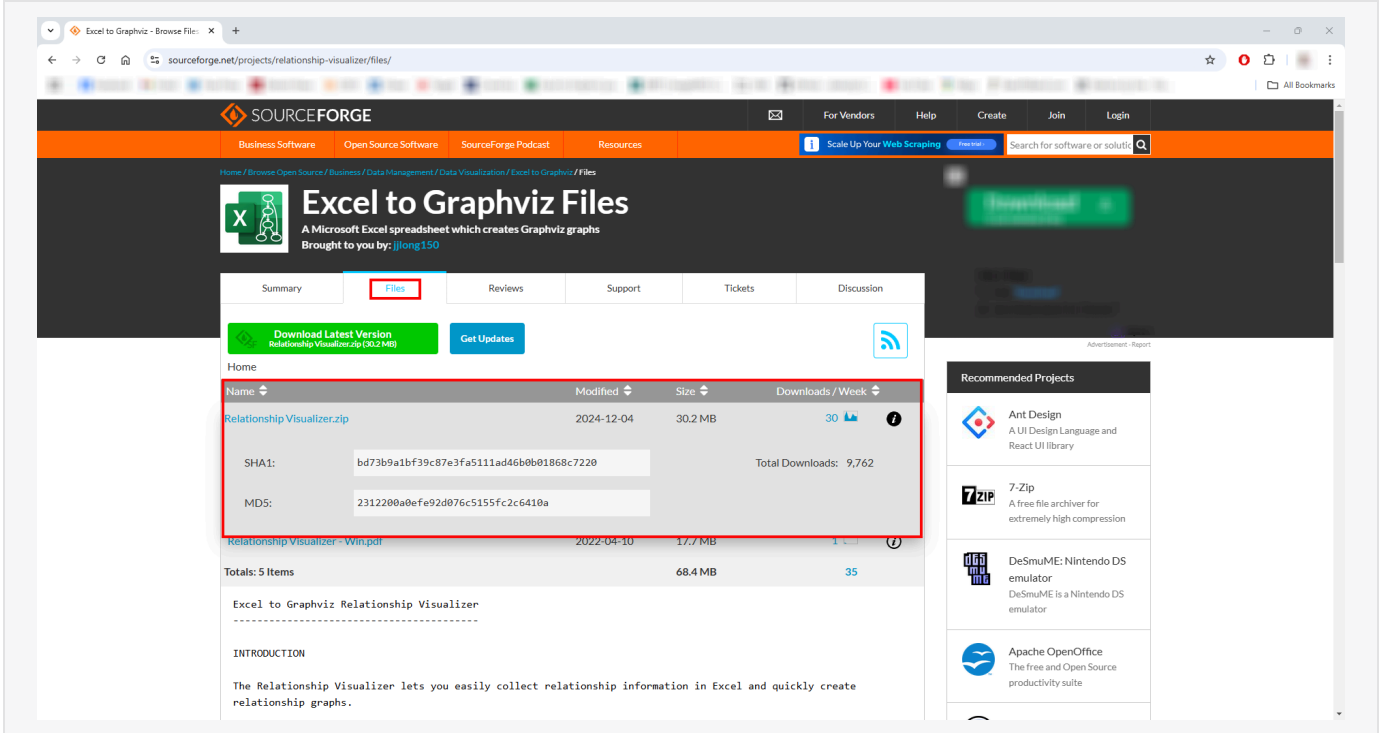 Excel to Graphviz - Browse Files
sourceforge.net/projects/relationship-visualizer/files/
All Bookmarks
SOURCEFORGE
For Vendors Help Create Join Login
Business Software Open Source Software SourceForge Podcast Resources
Scale Up Your Web Scraping Free trial
Search for software or solutic
Home / Browse Open Source / Business / Data Management / Data Visualization / Excel to Graphviz / Files
Excel to Graphviz Files
A Microsoft Excel spreadsheet which creates Graphviz graphs
Brought to you by: jjlong150
Summary Files Reviews Support Tickets Discussion
Download Latest Version
Relationship Visualizer.zip (30.2 MB)
Get Updates
Advertisement - Report
Home
Name Modified Size Downloads / Week
Relationship Visualizer.zip 2024-12-04 30.2 MB 30
SHA1: bd73b9a1bf39c87e3fa5111ad46b0b01868c7220 Total Downloads: 9,762
MD5: 2312200a0efe92d076c5155fc2c6410a
Relationship Visualizer - Win.pdf 2022-04-10 17.7 MB 1
Totals: 5 Items 68.4 MB 35
Excel to Graphviz Relationship Visualizer
-----------------------------------------
INTRODUCTION
The Relationship Visualizer lets you easily collect relationship information in Excel and quickly create
relationship graphs.
Recommended Projects
Ant Design
A UI Design Language and
React UI library
7ZIP
7-Zip
A free file archiver for
extremely high compression
DeSmuME
DeSmuME: Nintendo DS
emulator
DeSmuME is a Nintendo DS
emulator
Apache OpenOffice
The free and Open Source
productivity suite